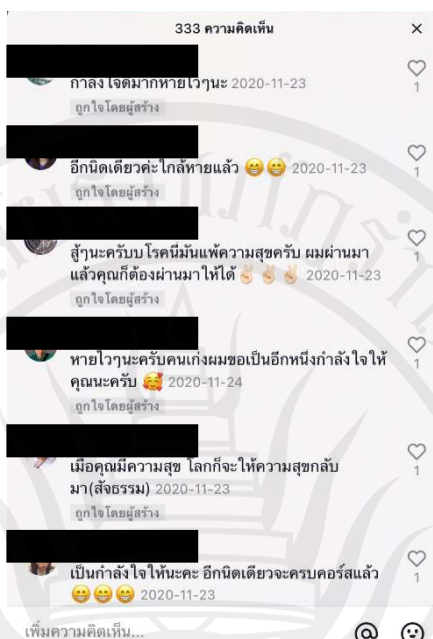 333 ความคิดเห็น
กำลังใจดีมากหายไวๆนะ 2020-11-23
ถูกใจโดยผู้สร้าง
1
อีกนิดเดียวค่ะใกล้หายแล้ว 😁😁 2020-11-23
ถูกใจโดยผู้สร้าง
1
สู้ๆนะครับบโรคนี้มันแพ้ความสุขครับ ผมผ่านมา
แล้วคุณก็ต้องผ่านมาให้ได้✌🏻✌🏻✌🏻 2020-11-23
ถูกใจโดยผู้สร้าง
1
หายไวๆนะครับคนเก่งผมขอเป็นอีกหนึ่งกำลังใจให้
คุณนะครับ 🥰 2020-11-24
ถูกใจโดยผู้สร้าง
1
เมื่อคุณมีความสุข โลกก็จะให้ความสุขกลับ
มา(สัจธรรม) 2020-11-23
ถูกใจโดยผู้สร้าง
1
เป็นกำลังใจให้นะคะ อีกนิดเดียวจะครบคอร์สแล้ว
😁😁😁 2020-11-23
1
เพิ่มความคิดเห็น...